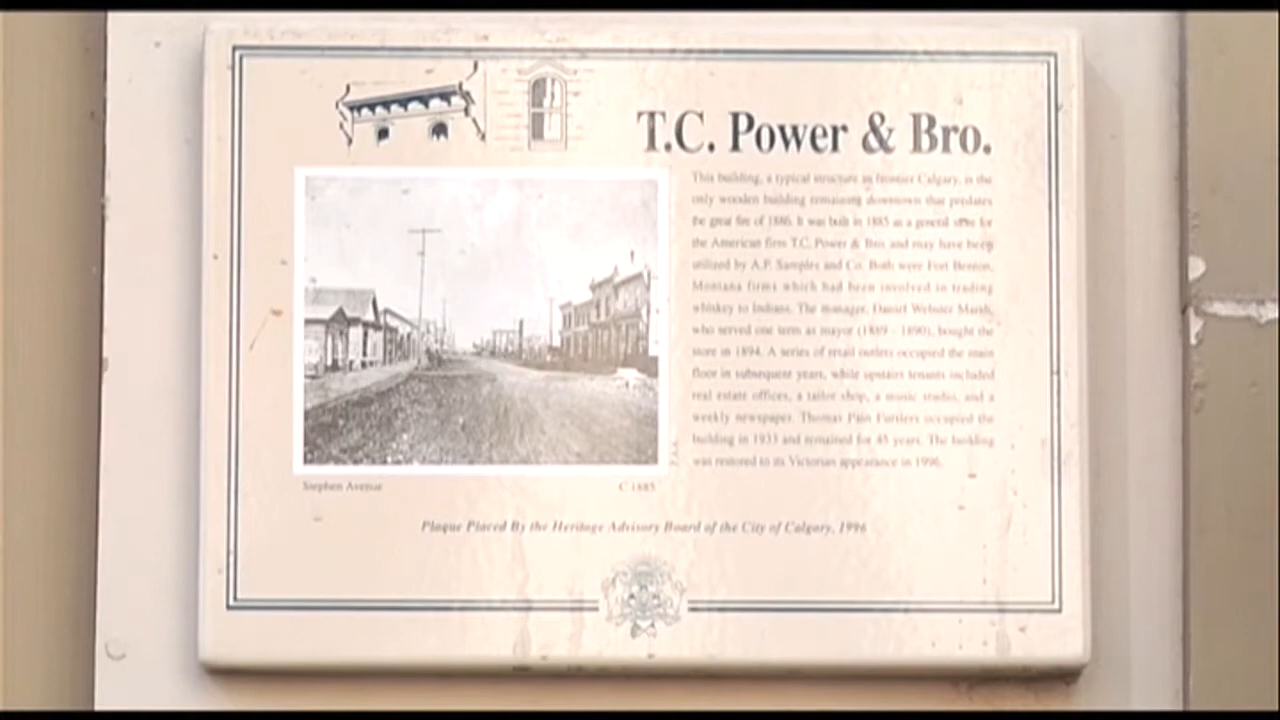 T.C. Power & Bro.
This building, a typical structure in frontier Calgary, is the
only wooden building remaining downtown that predates
the great fire of 1886. It was built in 1885 as a general store for
the American firm T.C. Power & Bro. and may have been
utilized by A.P. Samples and Co. Both were Fort Benton,
Montana firms which had been involved in trading
whiskey to Indians. The manager, Daniel Webster Marsh,
who served one term as mayor (1889 - 1890), bought the
store in 1894. A series of retail outlets occupied the main
floor in subsequent years, while upstairs tenants included
real estate offices, a tailor shop, a music studio, and a
weekly newspaper. Thomas Pain Furriers occupied the
building in 1933 and remained for 45 years. The building
was restored to its Victorian appearance in 1996.
Stephen Avenue
C 1885
Plaque Placed By the Heritage Advisory Board of the City of Calgary, 1996